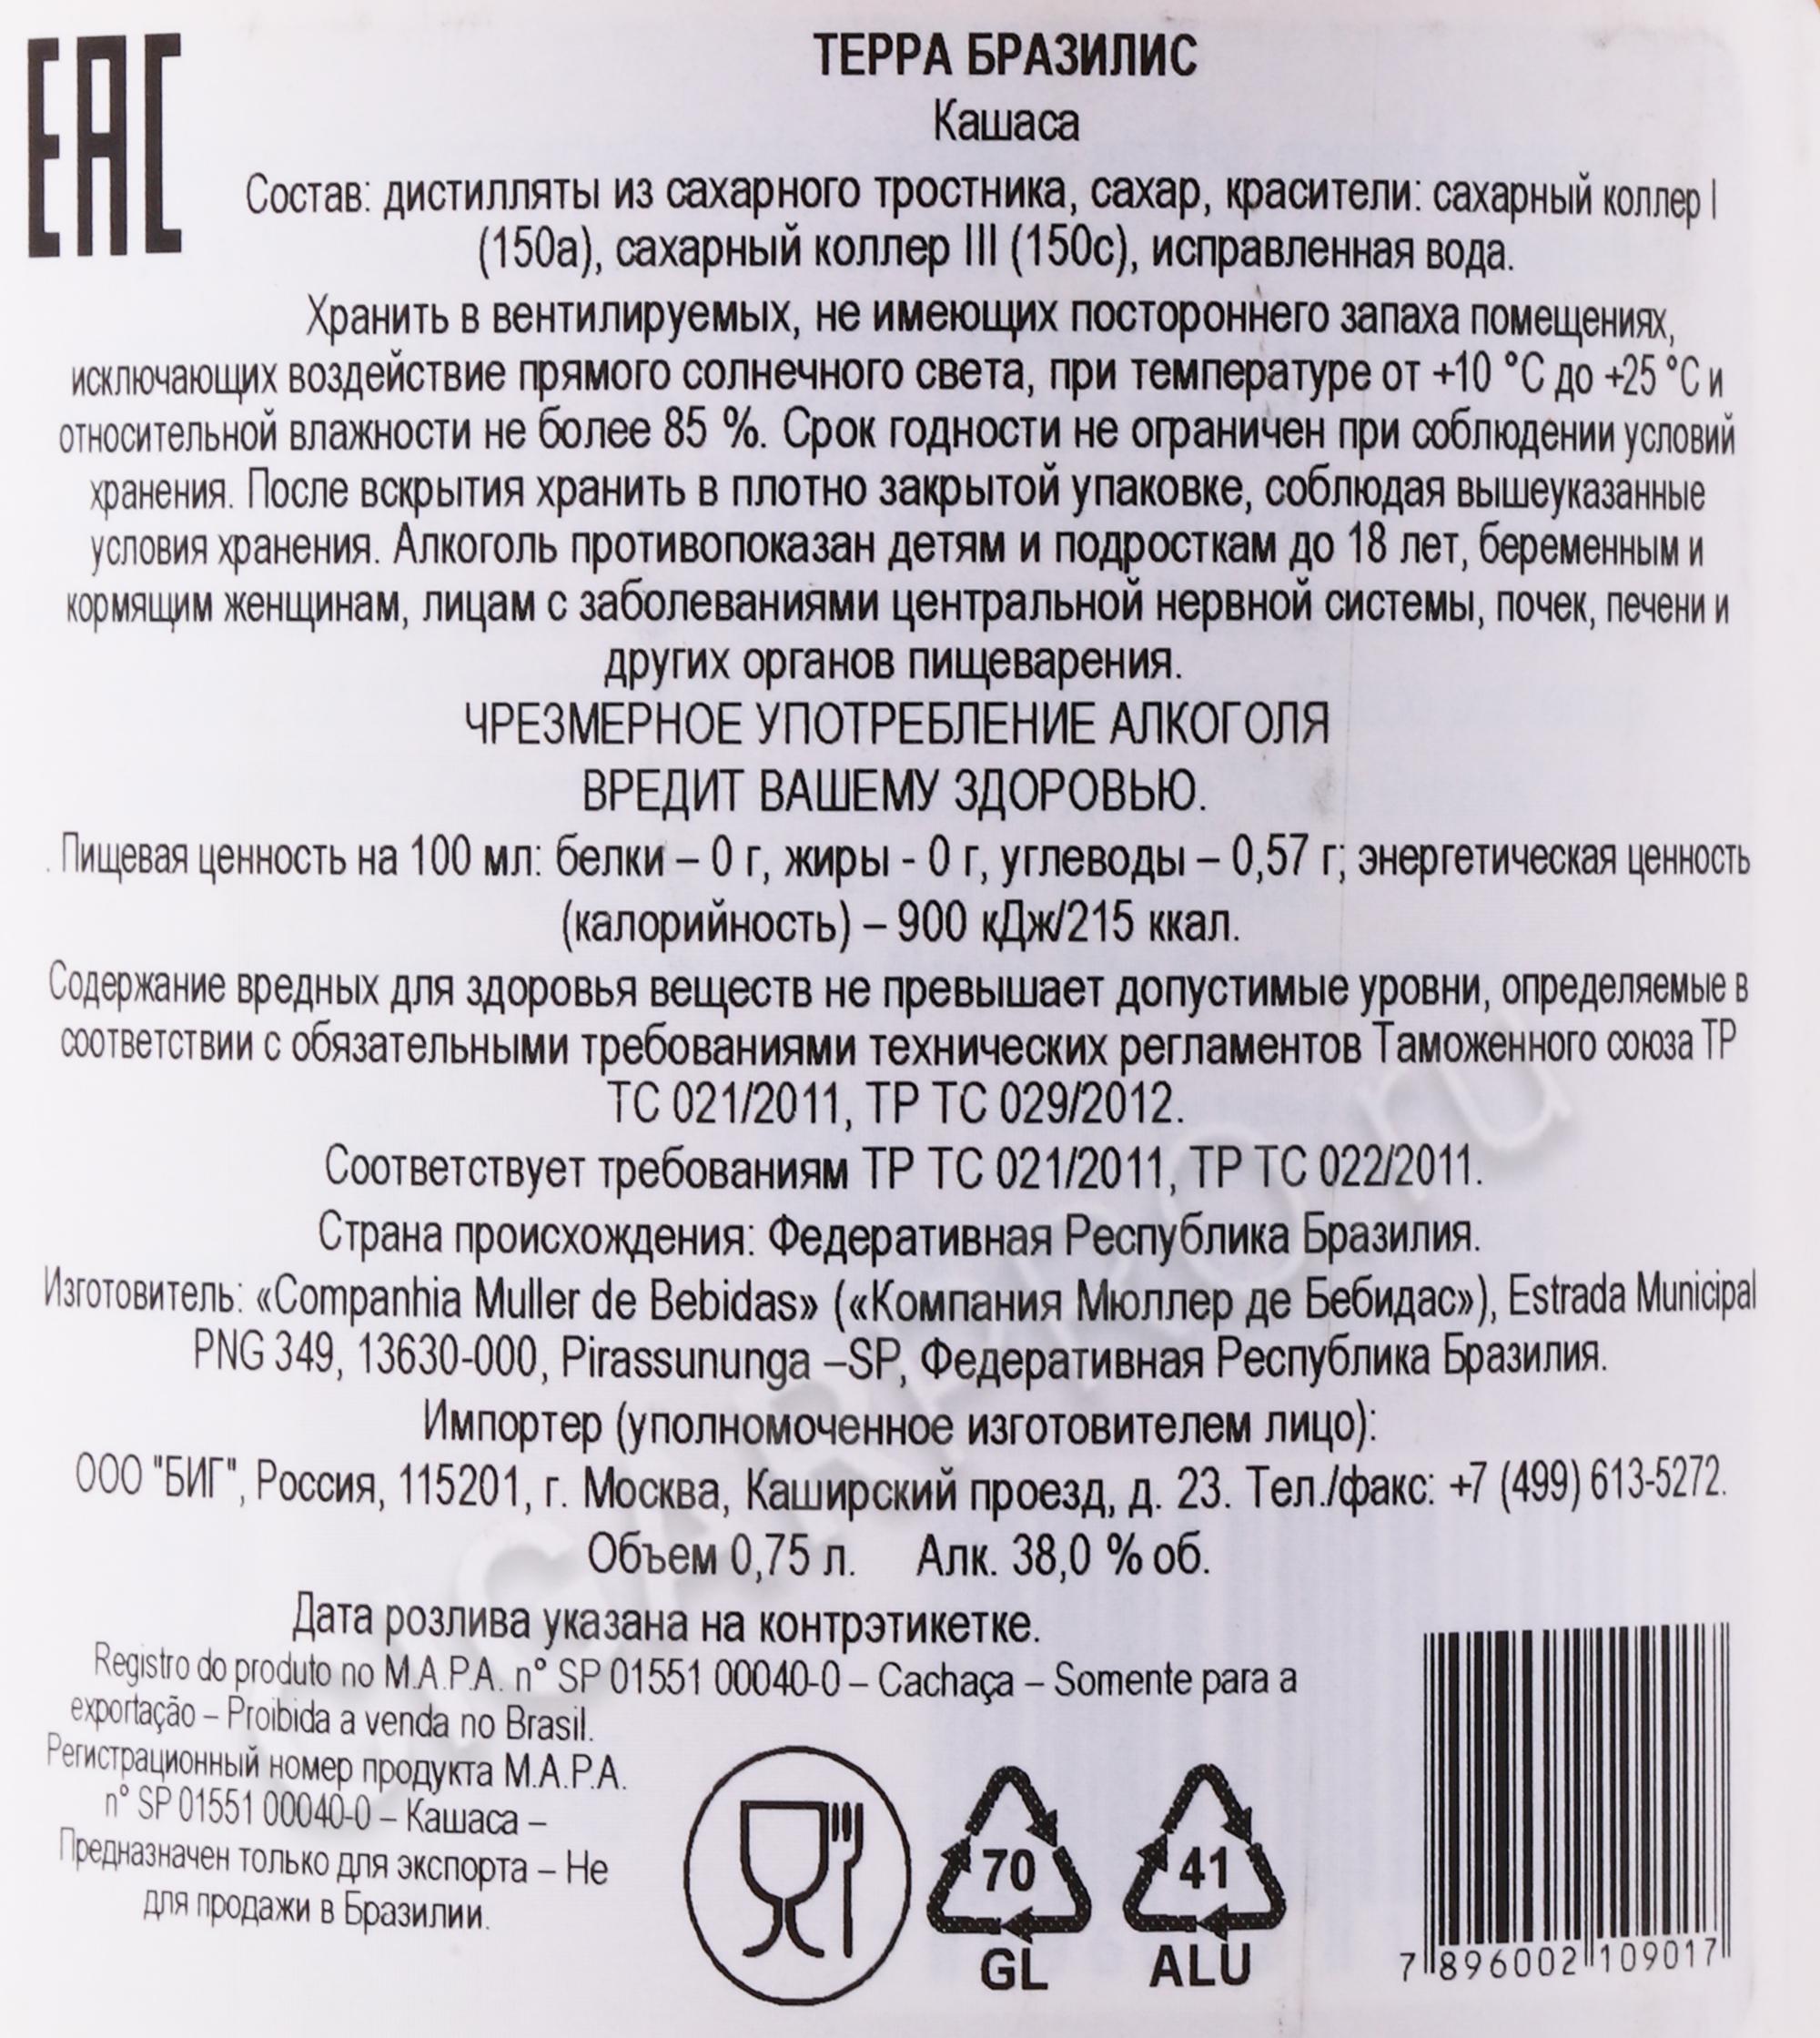 EAC
ТЕРРА БРАЗИЛИС
Кашаса
Состав: дистилляты из сахарного тростника, сахар, красители: сахарный коллер I
(150a), сахарный коллер III (150c), исправленная вода.
Хранить в вентилируемых, не имеющих постороннего запаха помещениях,
исключающих воздействие прямого солнечного света, при температуре от +10 °С до +25 °С и
относительной влажности не более 85 %. Срок годности не ограничен при соблюдении условий
хранения. После вскрытия хранить в плотно закрытой упаковке, соблюдая вышеуказанные
условия хранения. Алкоголь противопоказан детям и подросткам до 18 лет, беременным и
кормящим женщинам, лицам с заболеваниями центральной нервной системы, почек, печени и
других органов пищеварения.
ЧРЕЗМЕРНОЕ УПОТРЕБЛЕНИЕ АЛКОГОЛЯ
ВРЕДИТ ВАШЕМУ ЗДОРОВЬЮ.
. Пищевая ценность на 100 мл: белки – 0 г, жиры - 0 г, углеводы – 0,57 г; энергетическая ценность
(калорийность) – 900 кДж/215 ккал.
Содержание вредных для здоровья веществ не превышает допустимые уровни, определяемые в
соответствии с обязательными требованиями технических регламентов Таможенного союза ТР
ТС 021/2011, ТР ТС 029/2012.
Соответствует требованиям ТР ТС 021/2011, ТР ТС 022/2011.
Страна происхождения: Федеративная Республика Бразилия.
Изготовитель: «Companhia Muller de Bebidas» («Компания Мюллер де Бебидас»), Estrada Municipal
PNG 349, 13630-000, Pirassununga –SP, Федеративная Республика Бразилия.
Импортер (уполномоченное изготовителем лицо):
ООО "БИГ", Россия, 115201, г. Москва, Каширский проезд, д. 23. Тел./факс: +7 (499) 613-5272.
Объем 0,75 л. Алк. 38,0 % об.
Дата розлива указана на контрэтикетке.
Registro do produto no M.A.P.A. n° SP 01551 00040-0 – Cachaça – Somente para a
exportação – Proibida a venda no Brasil.
Регистрационный номер продукта M.A.P.A.
n° SP 01551 00040-0 – Кашаса –
Предназначен только для экспорта – Не
для продажи в Бразилии.
70
GL
41
ALU
7 896002 109017
CIGARPRO.ru